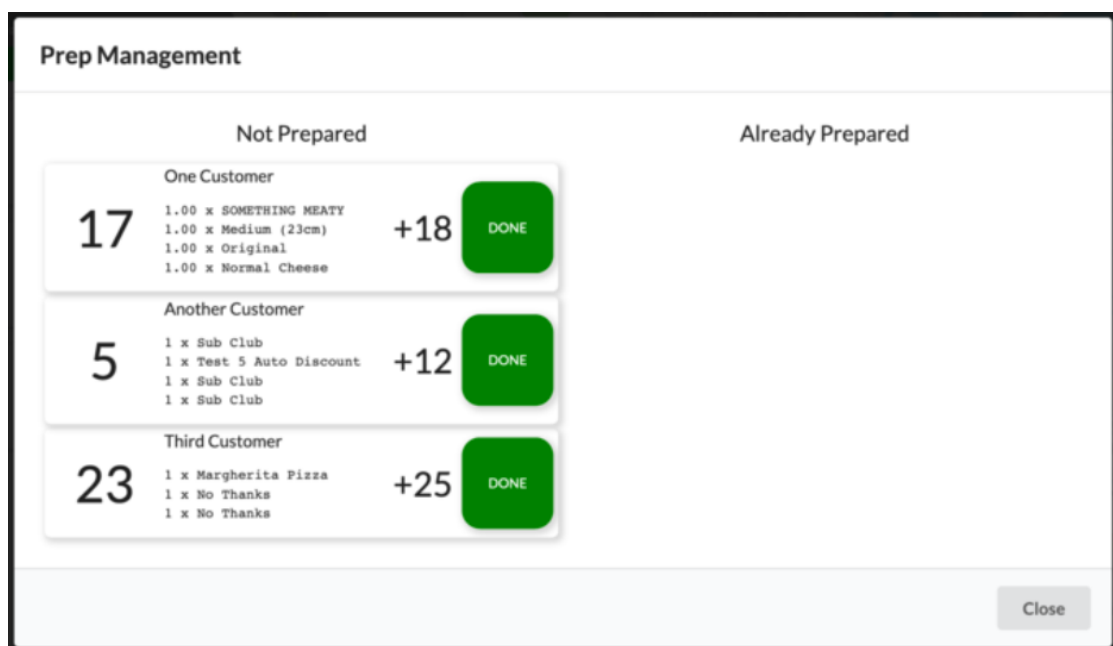 Prep Management
Not Prepared
Already Prepared
One Customer
17
1.00 x SOMETHING MEATY
1.00 x Medium (23cm)
1.00 x Original
1.00 x Normal Cheese
+18
DONE
Another Customer
5
1 x Sub Club
1 x Test 5 Auto Discount
1 x Sub Club
1 x Sub Club
+12
DONE
Third Customer
23
1 x Margherita Pizza
1 x No Thanks
1 x No Thanks
+25
DONE
Close